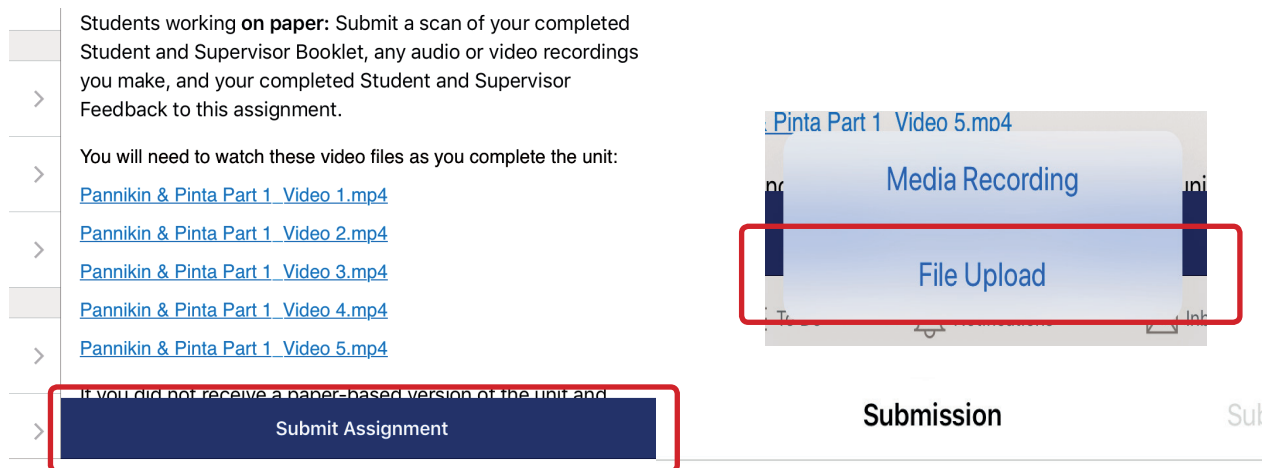 Students working on paper: Submit a scan of your completed
Student and Supervisor Booklet, any audio or video recordings
you make, and your completed Student and Supervisor
Feedback to this assignment.
You will need to watch these video files as you complete the unit:
Pannikin & Pinta Part 1_Video 1.mp4
Pannikin & Pinta Part 1_Video 2.mp4
Pannikin & Pinta Part 1_Video 3.mp4
Pannikin & Pinta Part 1_Video 4.mp4
Pannikin & Pinta Part 1_Video 5.mp4
If you did not receive a paper-based version of the unit and
Submit Assignment
Pinta Part 1_Video 5.mp4
Media Recording
File Upload
To Do
Notifications
Submission